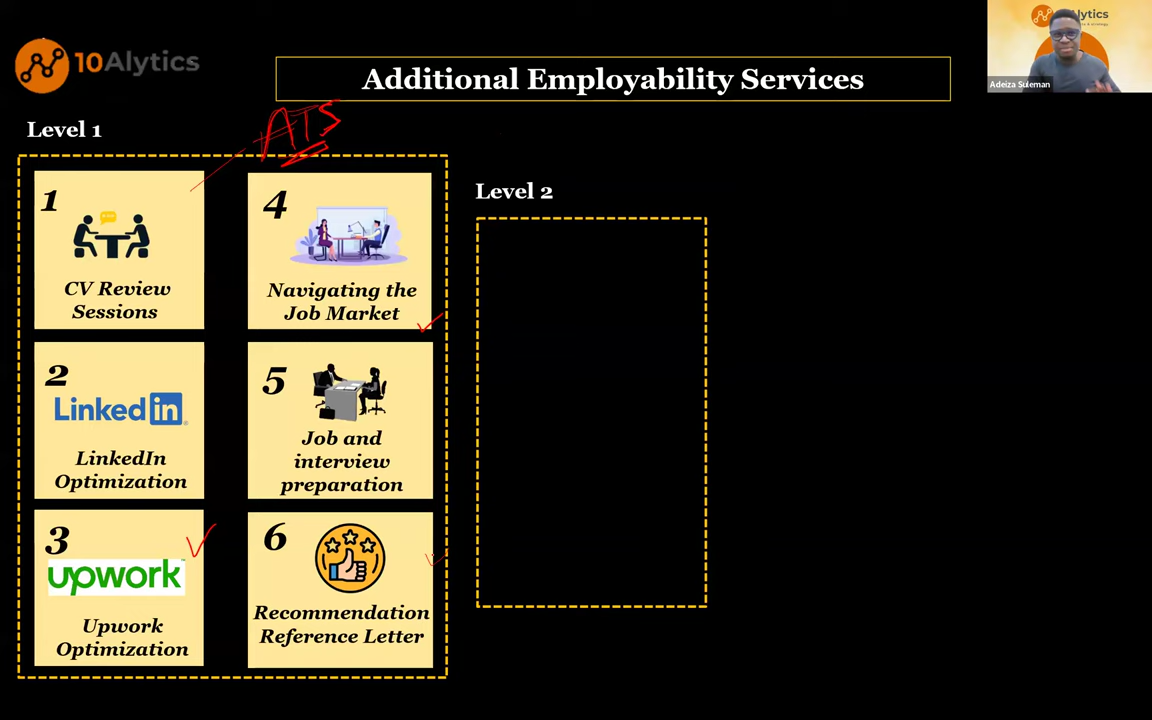 10Alytics
Additional Employability Services
alytics
Adeiza Suleman
Level 1
ATS
1
CV Review
Sessions
4
Navigating the
Job Market
Level 2
2
LinkedIn
LinkedIn
Optimization
5
Job and
interview
preparation
3
upwork
Upwork
Optimization
6
Recommendation
Reference Letter